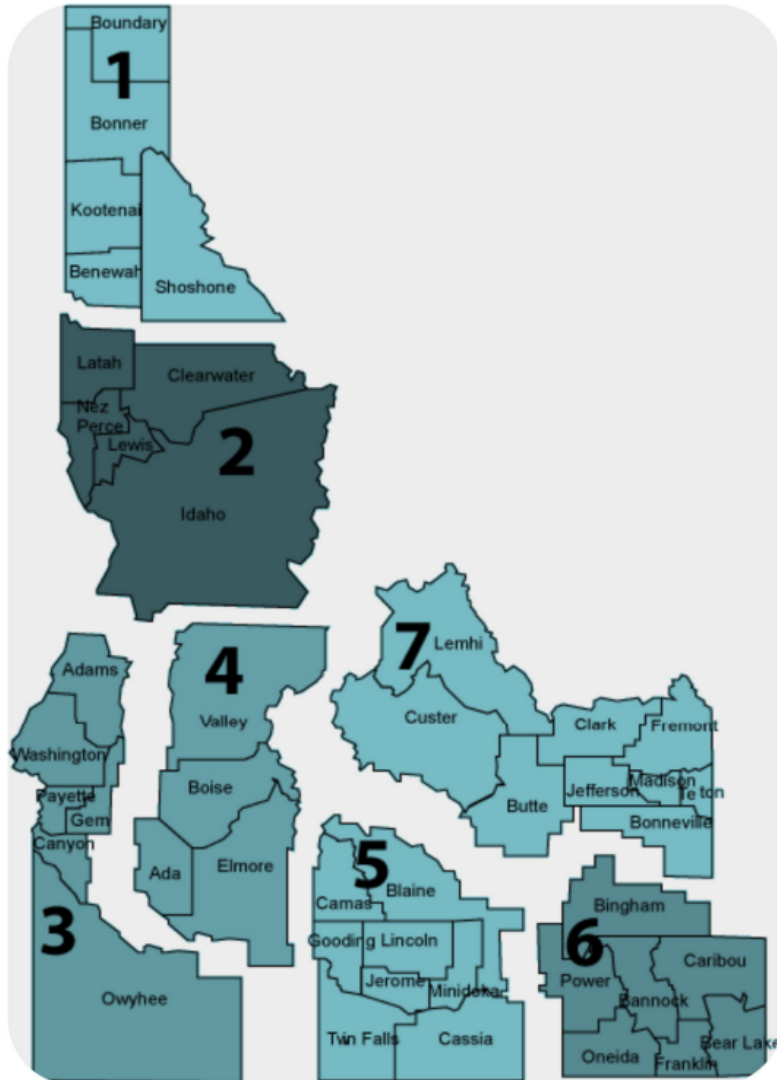 Boundary
1
Bonner
Kootenai
Benewah
Shoshone
Latah
Clearwater
Nez
Perce
Lewis
2
Idaho
Adams
Washington
Payette
Gem
Canyon
3
Owyhee
4
Valley
Boise
Ada
Elmore
7
Lemhi
Custer
Clark
Fremont
Jefferson
Madison
Teton
Butte
Bonneville
5
Blaine
Camas
Gooding
Lincoln
Jerome
Minidoka
Twin Falls
Cassia
Bingham
6
Power
Caribou
Bannock
Bear Lake
Oneida
Franklin